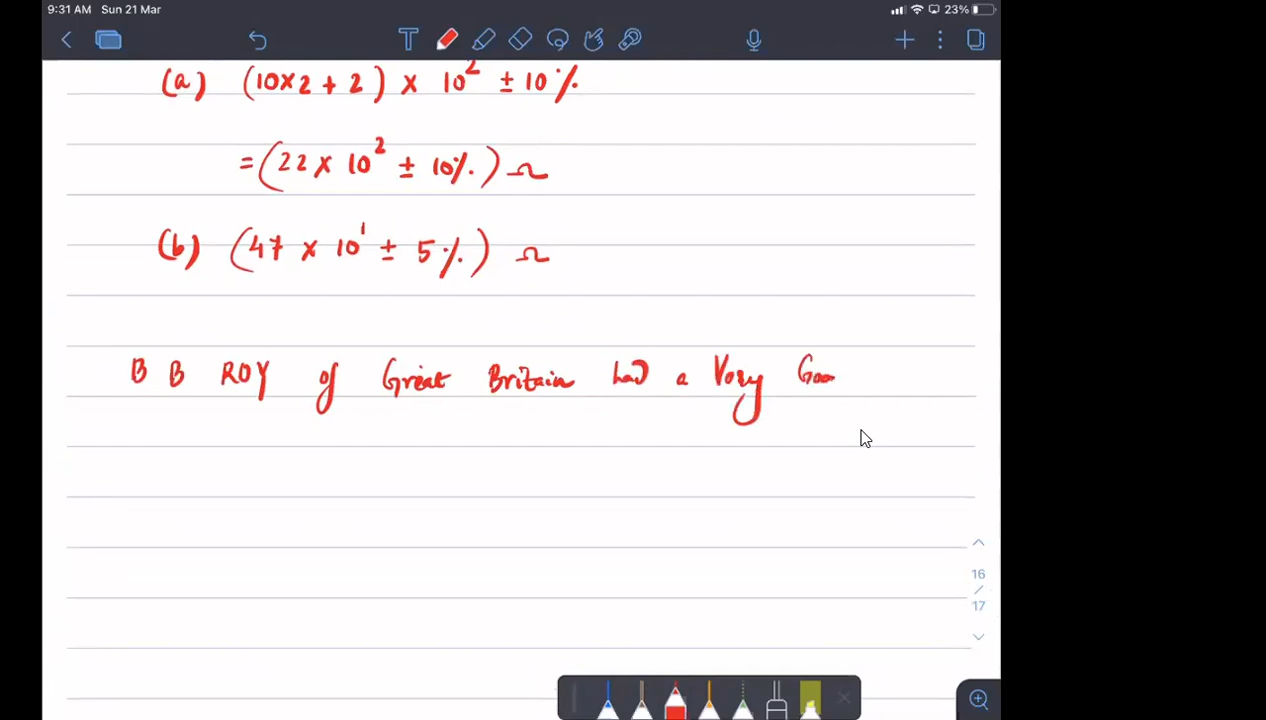 9:31 AM Sun 21 Mar
23%
(a) (10×2 + 2) × 10² ± 10%
= (22 × 10² ± 10%) Ω
(b) (47 × 10¹ ± 5%) Ω
B B ROY of Great Britain had a Very Goo
16
/
17